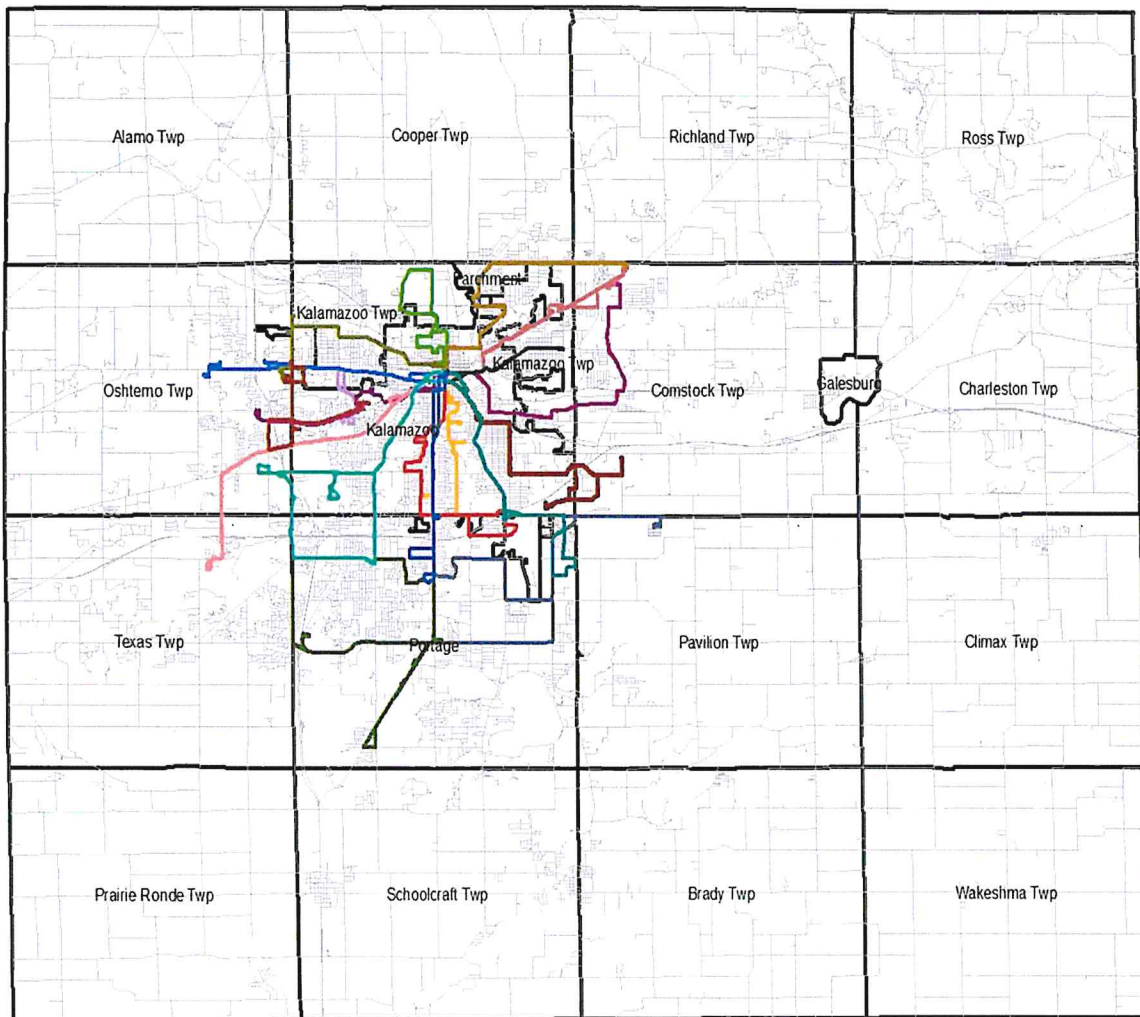 Alamo Twp
Cooper Twp
Richland Twp
Ross Twp
Parchment
Kalamazoo Twp
Kalamazoo Twp
Oshtemo Twp
Comstock Twp
Galesburg
Charleston Twp
Kalamazoo
Texas Twp
Portage
Pavilion Twp
Climax Twp
Prairie Ronde Twp
Schoolcraft Twp
Brady Twp
Wakeshma Twp